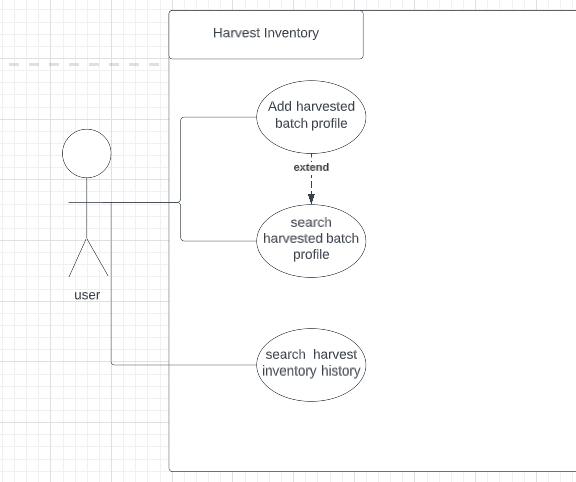 Harvest Inventory
Add harvested
batch profile
extend
search
harvested batch
profile
user
search harvest
inventory history